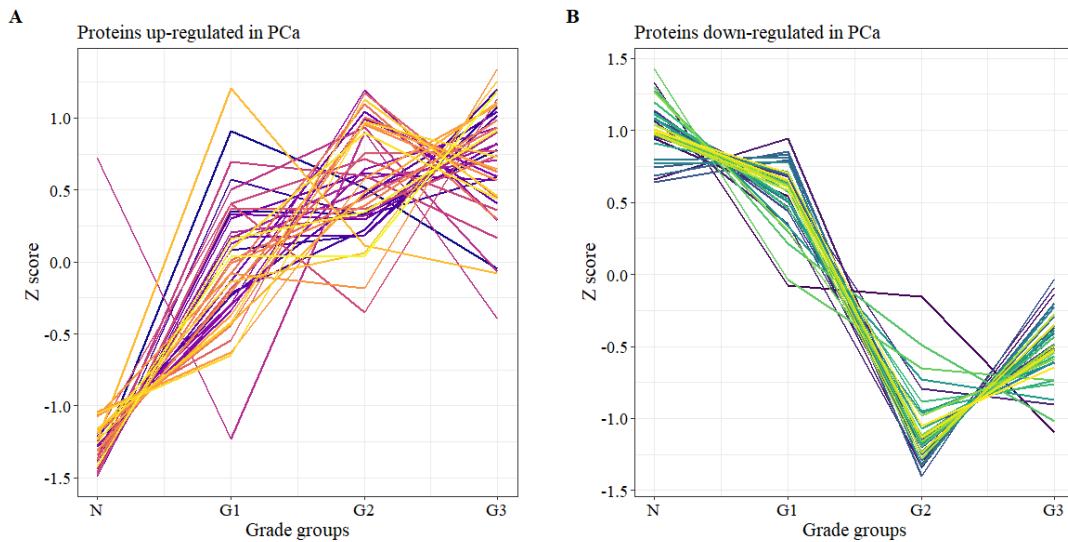 A
Proteins up-regulated in PCa
Z score
1.0
0.5
0.0
-0.5
-1.0
-1.5
N G1 G2 G3
Grade groups
B
Proteins down-regulated in PCa
Z score
1.5
1.0
0.5
0.0
-0.5
-1.0
-1.5
N G1 G2 G3
Grade groups